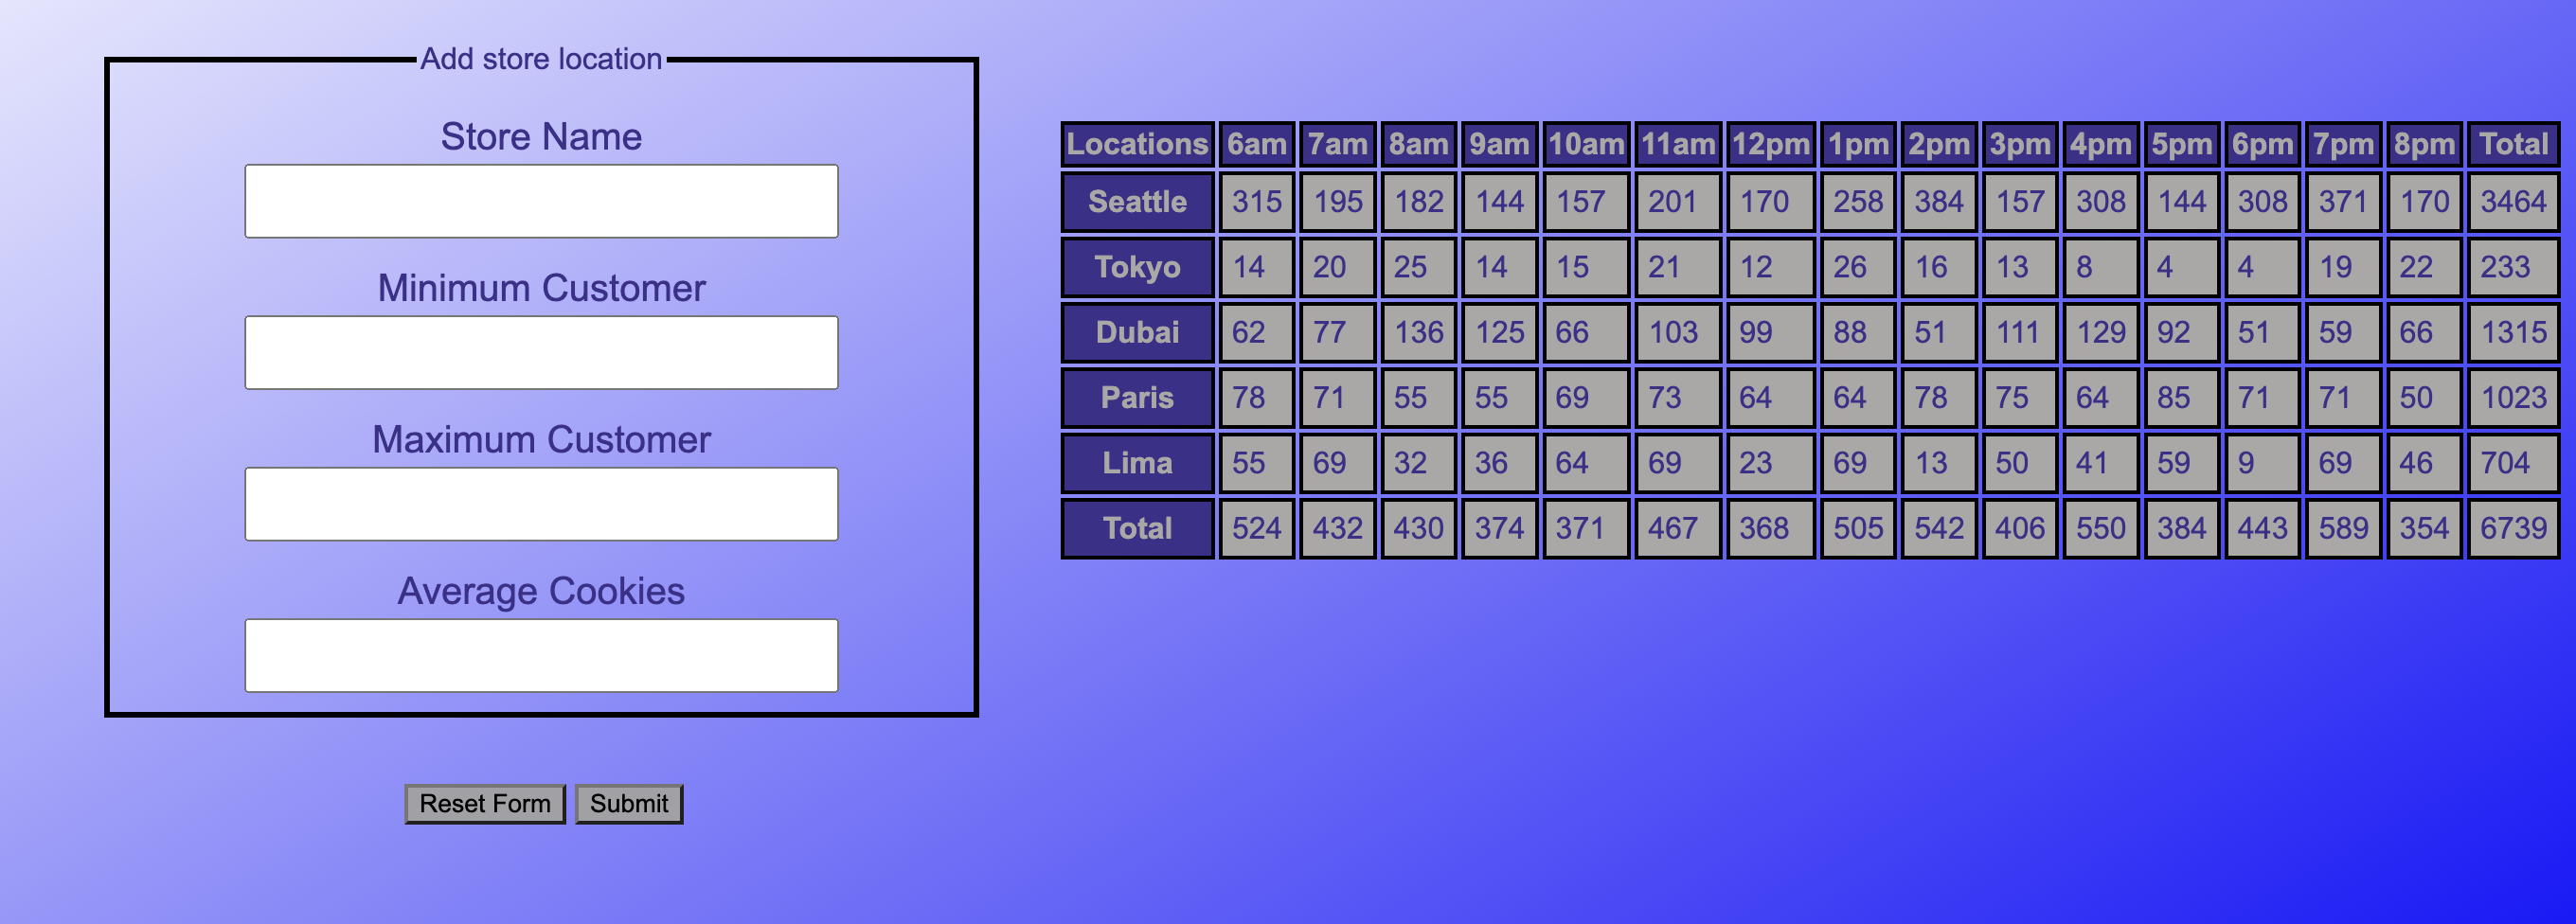 Add store location
Store Name
Minimum Customer
Maximum Customer
Average Cookies
Reset Form Submit
Locations 6am 7am 8am 9am 10am 11am 12pm 1pm 2pm 3pm 4pm 5pm 6pm 7pm 8pm Total
Seattle 315 195 182 144 157 201 170 258 384 157 308 144 308 371 170 3464
Tokyo 14 20 25 14 15 21 12 26 16 13 8 4 4 19 22 233
Dubai 62 77 136 125 66 103 99 88 51 111 129 92 51 59 66 1315
Paris 78 71 55 55 69 73 64 64 78 75 64 85 71 71 50 1023
Lima 55 69 32 36 64 69 23 69 13 50 41 59 9 69 46 704
Total 524 432 430 374 371 467 368 505 542 406 550 384 443 589 354 6739